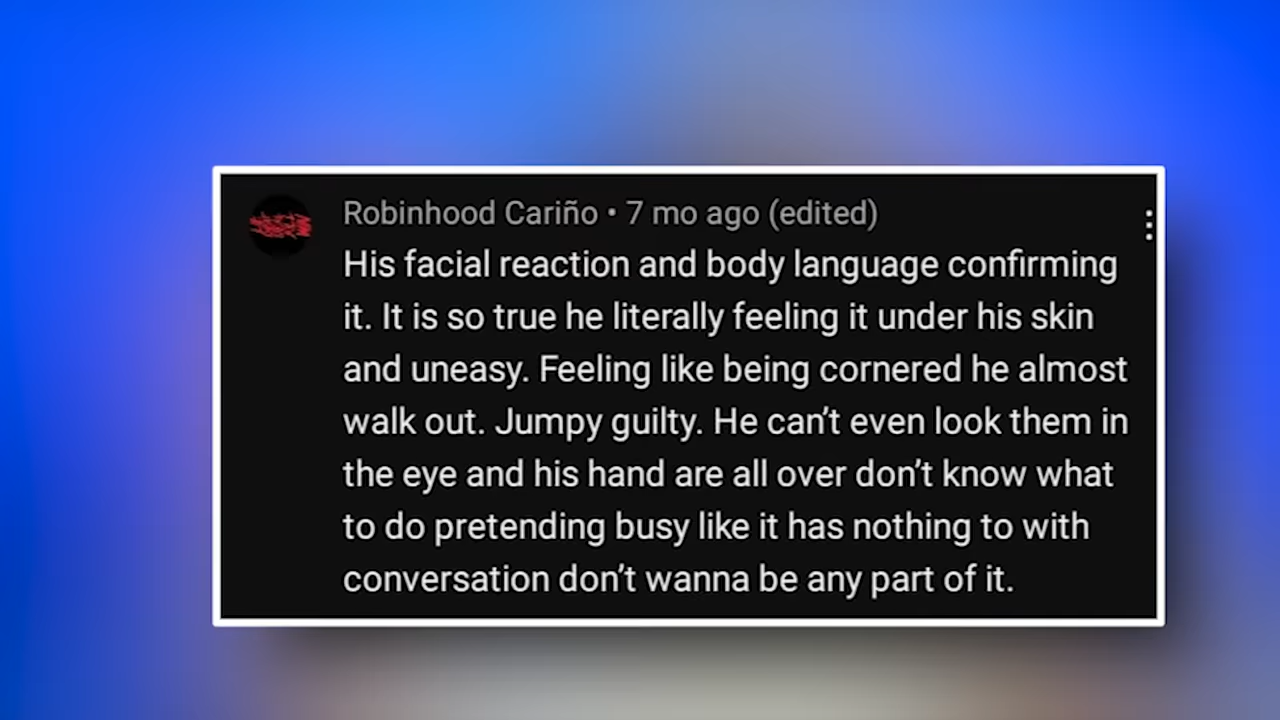 Robinhood Cariño • 7 mo ago (edited)
His facial reaction and body language confirming
it. It is so true he literally feeling it under his skin
and uneasy. Feeling like being cornered he almost
walk out. Jumpy guilty. He can’t even look them in
the eye and his hand are all over don’t know what
to do pretending busy like it has nothing to with
conversation don’t wanna be any part of it.